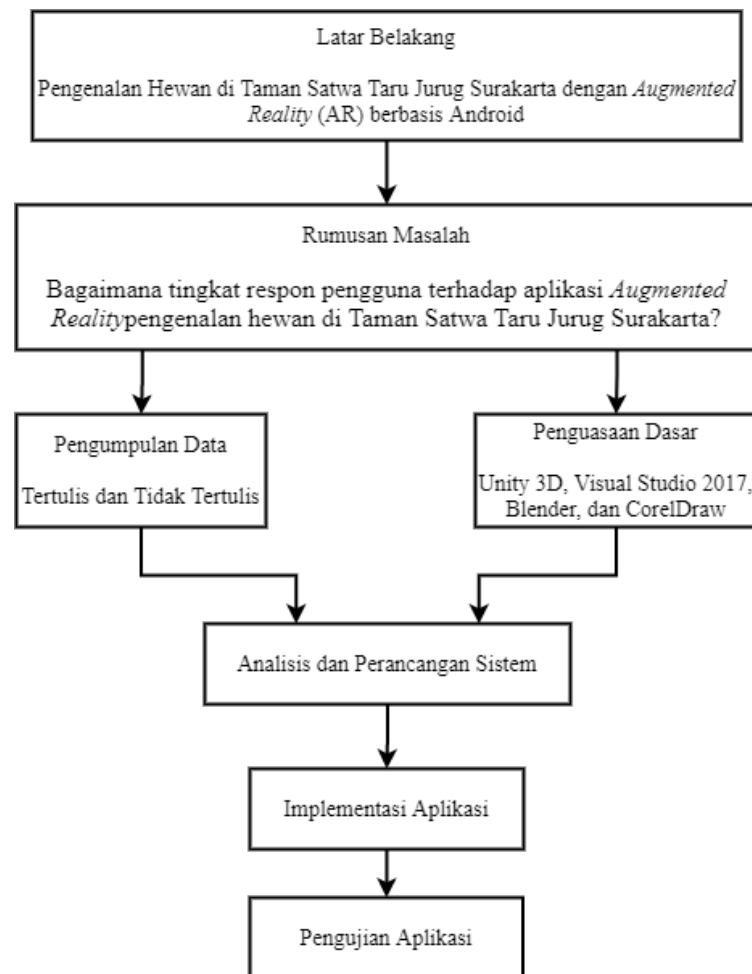 Latar Belakang
Pengenalan Hewan di Taman Satwa Taru Jurug Surakarta dengan Augmented
Reality (AR) berbasis Android
Rumusan Masalah
Bagaimana tingkat respon pengguna terhadap aplikasi Augmented
Realitypengenalan hewan di Taman Satwa Taru Jurug Surakarta?
Pengumpulan Data
Tertulis dan Tidak Tertulis
Penguasaan Dasar
Unity 3D, Visual Studio 2017,
Blender, dan CorelDraw
Analisis dan Perancangan Sistem
Implementasi Aplikasi
Pengujian Aplikasi